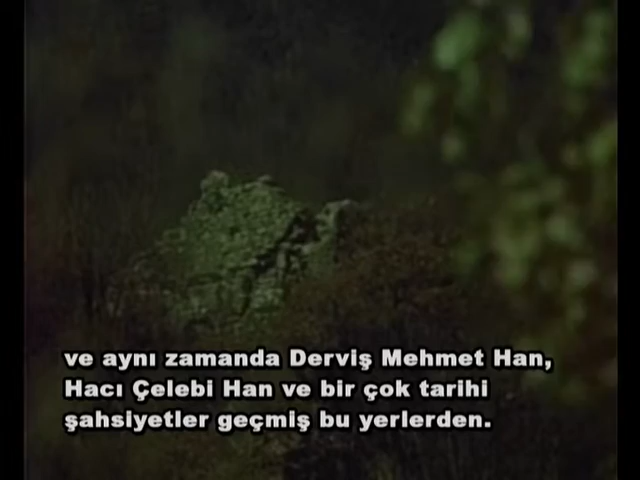 ve aynı zamanda Derviş Mehmet Han,
Hacı Çelebi Han ve bir çok tarihi
şahsiyetler geçmiş bu yerlerden.